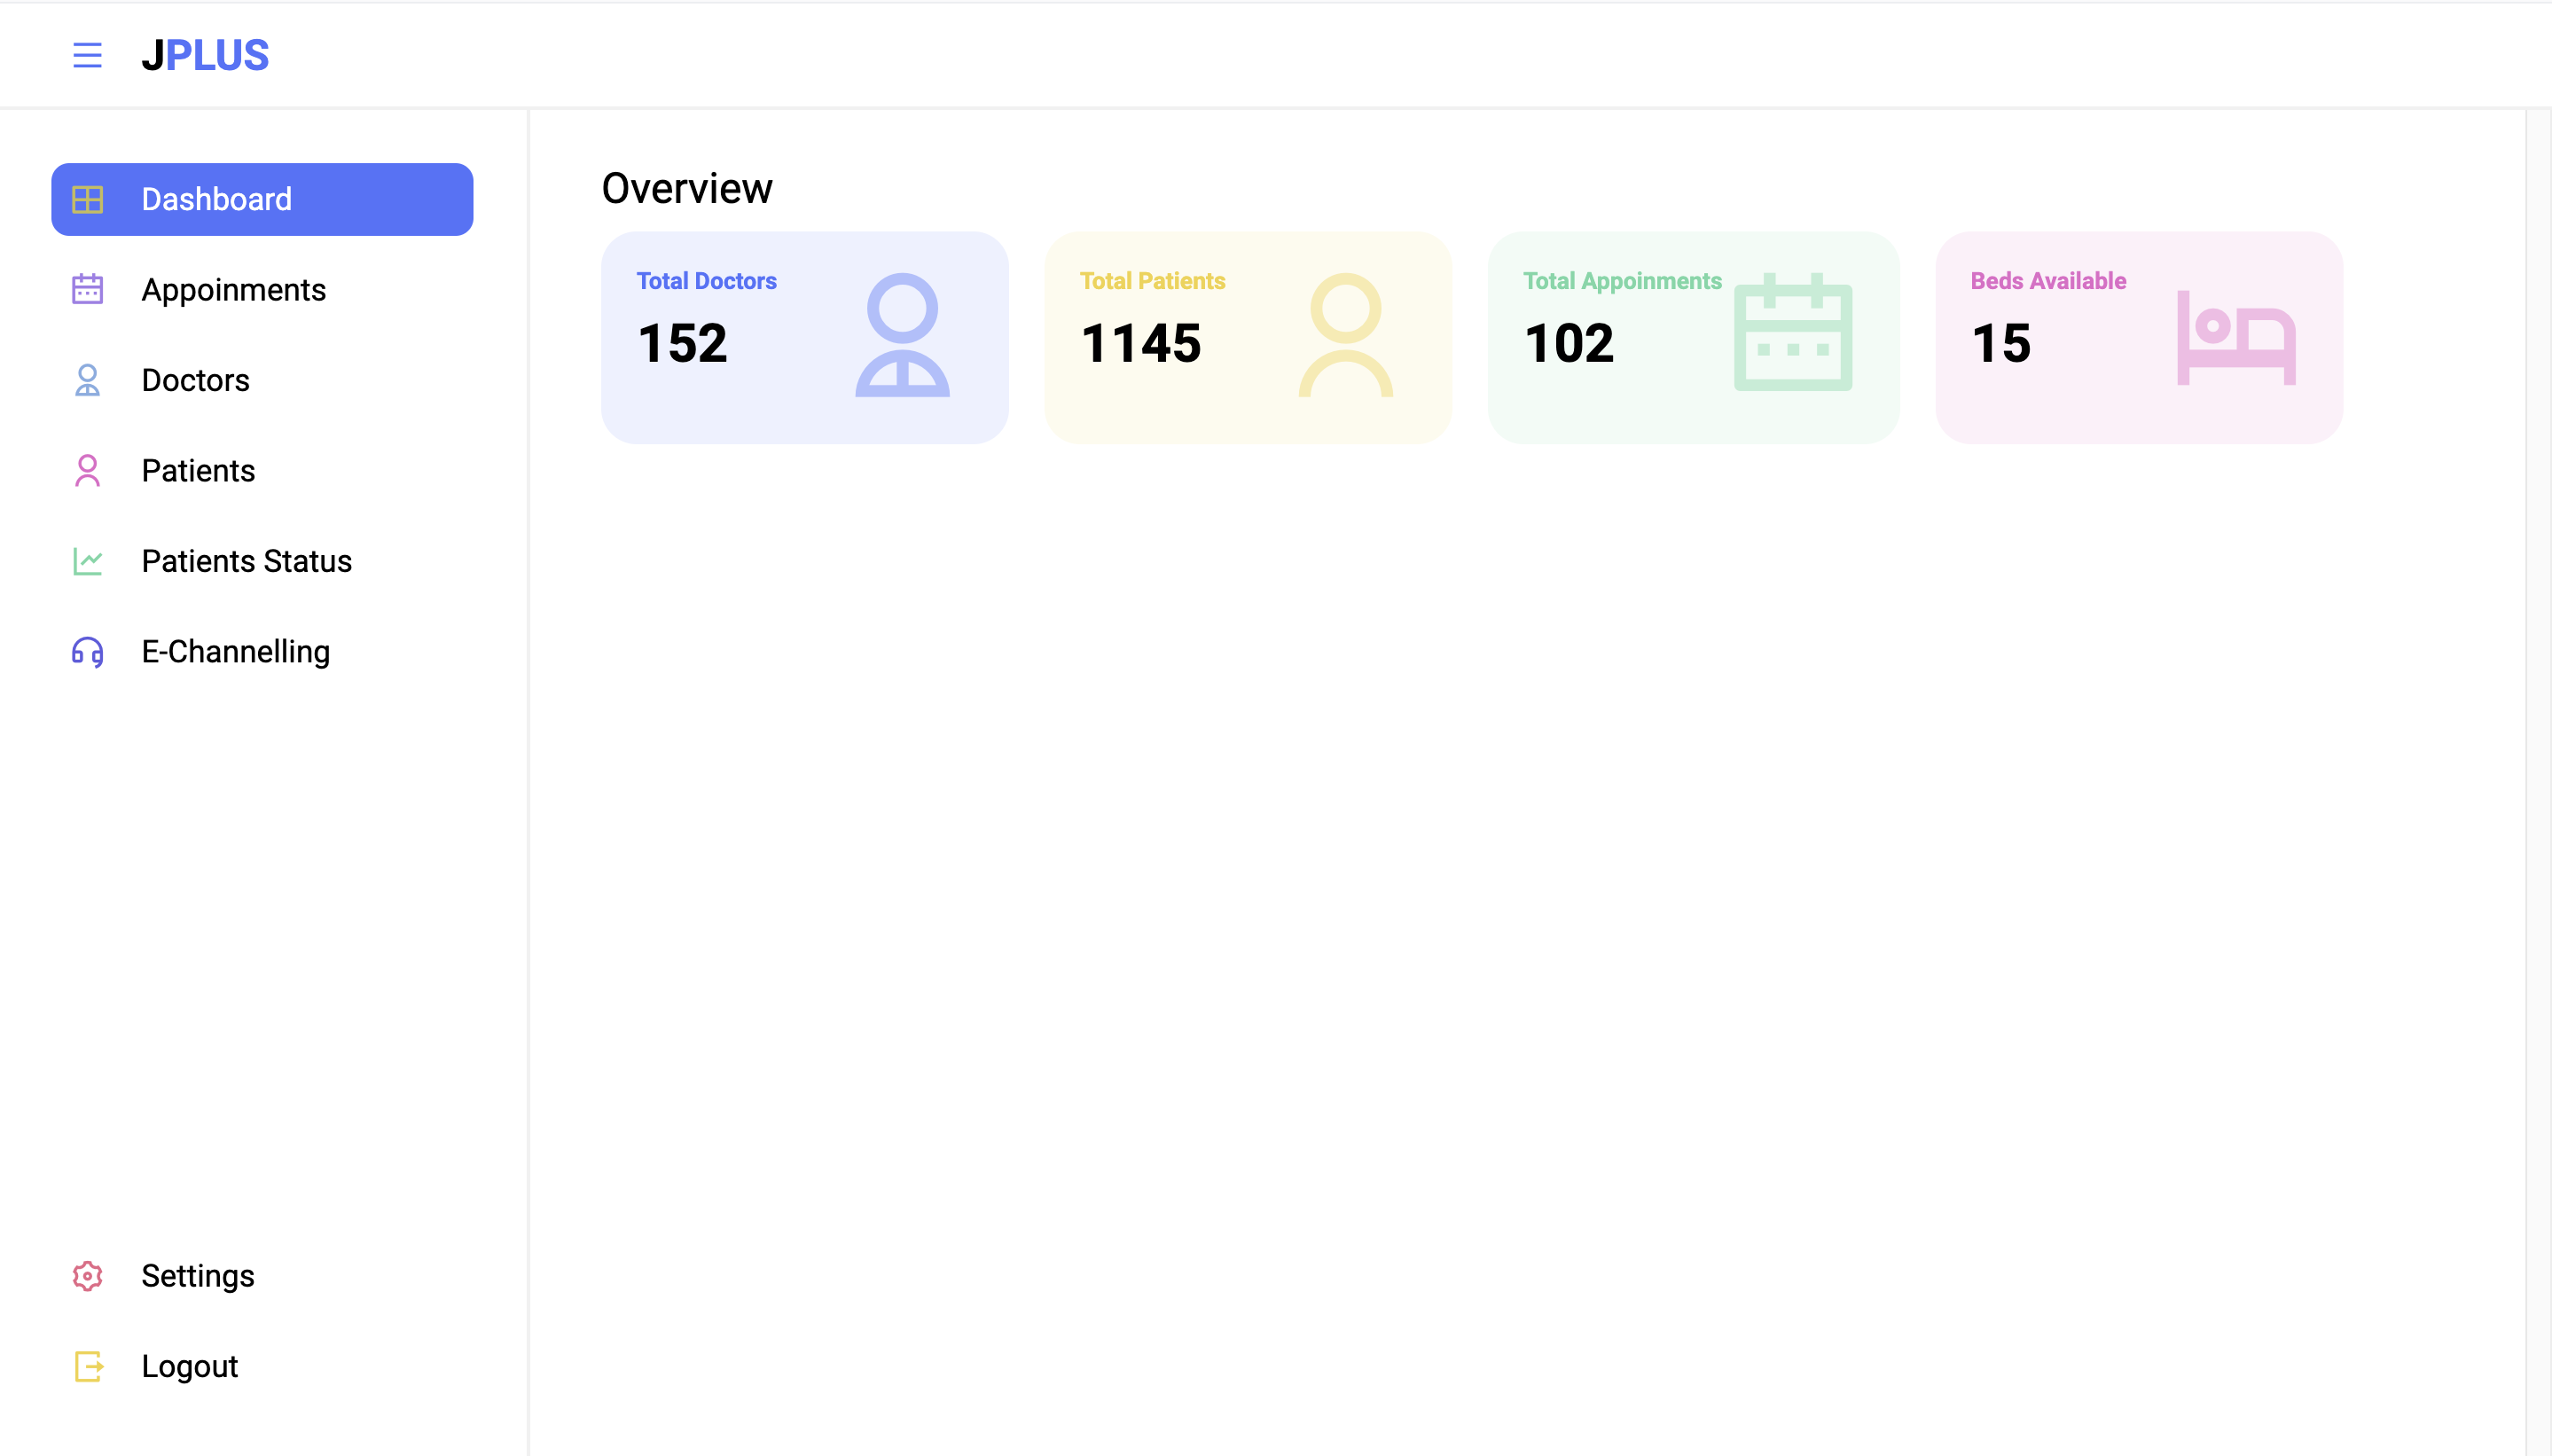 JPLUS
Dashboard
Appoinments
Doctors
Patients
Patients Status
E-Channelling
Settings
Logout
Overview
Total Doctors
152
Total Patients
1145
Total Appoinments
102
Beds Available
15